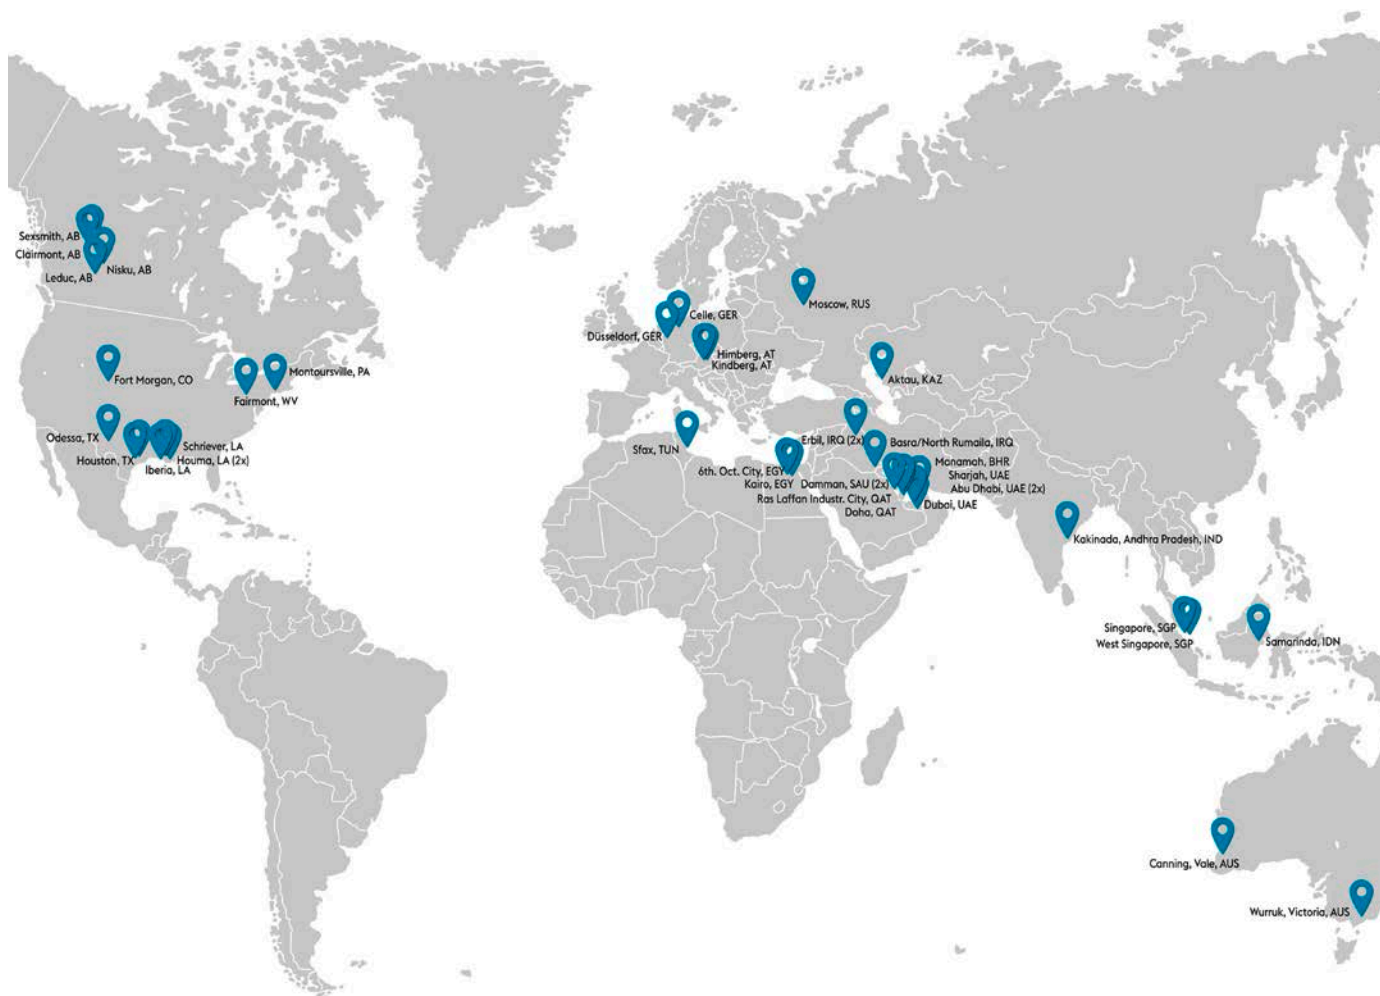 Sexsmith, AB
Clairmont, AB
Nisku, AB
Leduc, AB
Fort Morgan, CO
Montoursville, PA
Fairmont, WV
Odessa, TX
Houston, TX
Schriever, LA
Houma, LA (2x)
Iberia, LA
Moscow, RUS
Celle, GER
Düsseldorf, GER
Himberg, AT
Kindberg, AT
Aktau, KAZ
Sfax, TUN
Erbil, IRQ (2x)
Basra/North Rumaila, IRQ
6th. Oct. City, EGY
Kairo, EGY
Damman, SAU (2x)
Manamah, BHR
Sharjah, UAE
Abu Dhabi, UAE (2x)
Ras Laffan Industr. City, QAT
Doha, QAT
Dubai, UAE
Kakinada, Andhra Pradesh, IND
Singapore, SGP
West Singapore, SGP
Samarinda, IDN
Canning, Vale, AUS
Wurruk, Victoria, AUS